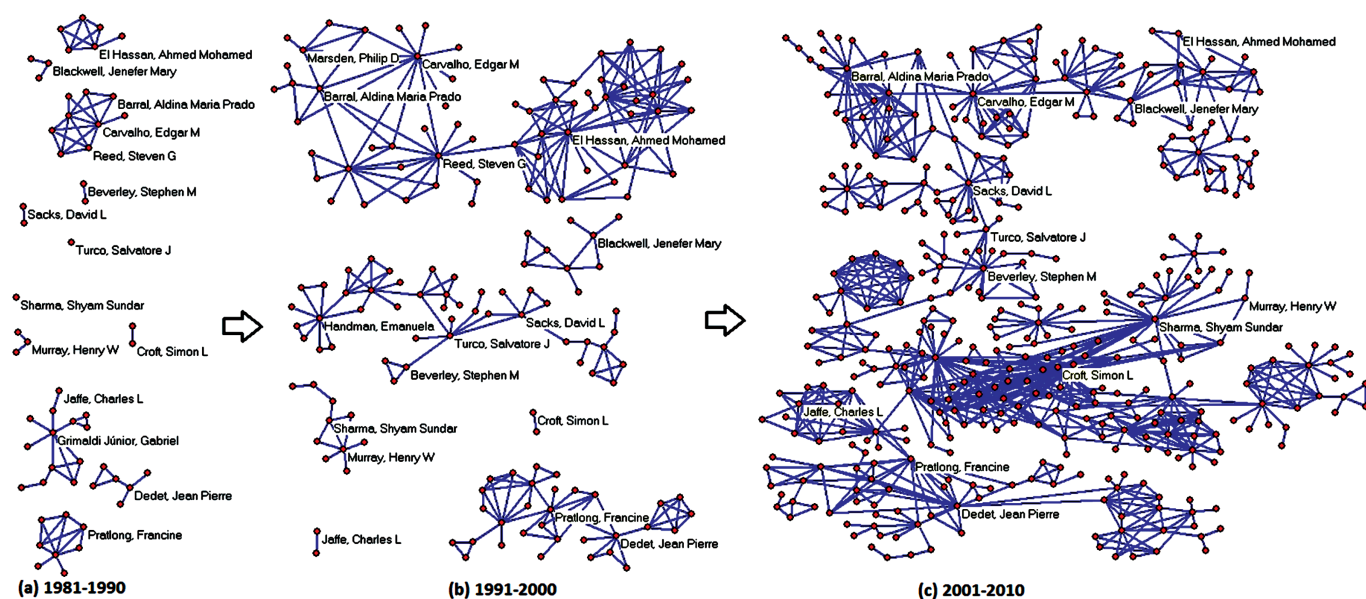 El Hassan, Ahmed Mohamed
Blackwell, Jenefer Mary
Barral, Aldina Maria Prado
Carvalho, Edgar M
Reed, Steven G
Beverley, Stephen M
Sacks, David L
Turco, Salvatore J
Sharma, Shyam Sundar
Murray, Henry W
Croft, Simon L
Jaffe, Charles L
Grimaldi Júnior, Gabriel
Dedet, Jean Pierre
Pratlong, Francine
(a) 1981-1990
Marsden, Philip D.
Carvalho, Edgar M
Barral, Aldina Maria Prado
El Hassan, Ahmed Mohamed
Reed, Steven G
Blackwell, Jenefer Mary
Handman, Emanuela
Sacks, David L
Turco, Salvatore J
Beverley, Stephen M
Croft, Simon L
Sharma, Shyam Sundar
Murray, Henry W
Pratlong, Francine
Dedet, Jean Pierre
Jaffe, Charles L
(b) 1991-2000
El Hassan, Ahmed Mohamed
Barral, Aldina Maria Prado
Carvalho, Edgar M
Blackwell, Jenefer Mary
Sacks, David L
Turco, Salvatore J
Beverley, Stephen M
Murray, Henry W
Sharma, Shyam Sundar
Croft, Simon L
Jaffe, Charles L
Pratlong, Francine
Dedet, Jean Pierre
(c) 2001-2010